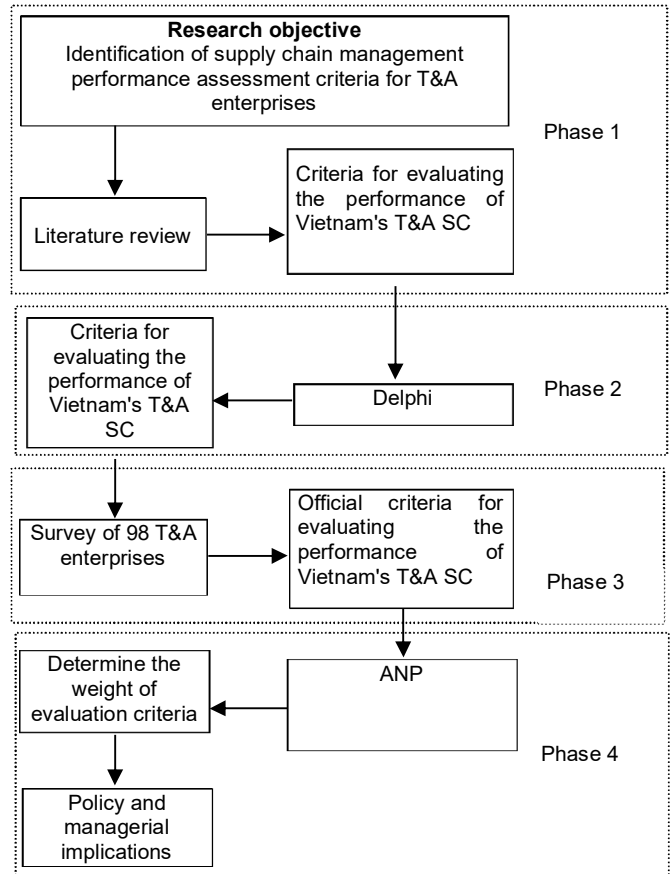 Research objective
Identification of supply chain management
performance assessment criteria for T&A
enterprises
Phase 1
Literature review
Criteria for evaluating
the performance of
Vietnam's T&A SC
Criteria for
evaluating the
performance of
Vietnam's T&A
SC
Delphi
Phase 2
Survey of 98 T&A
enterprises
Official criteria for
evaluating the
performance of
Vietnam's T&A SC
Phase 3
Determine the
weight of
evaluation criteria
ANP
Phase 4
Policy and
managerial
implications